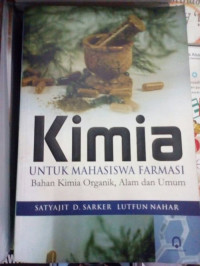 Kimia
UNTUK MAHASISWA FARMASI
Bahan Kimia Organik, Alam dan Umum
SATYAJIT D. SARKER LUTFUN NAHAR